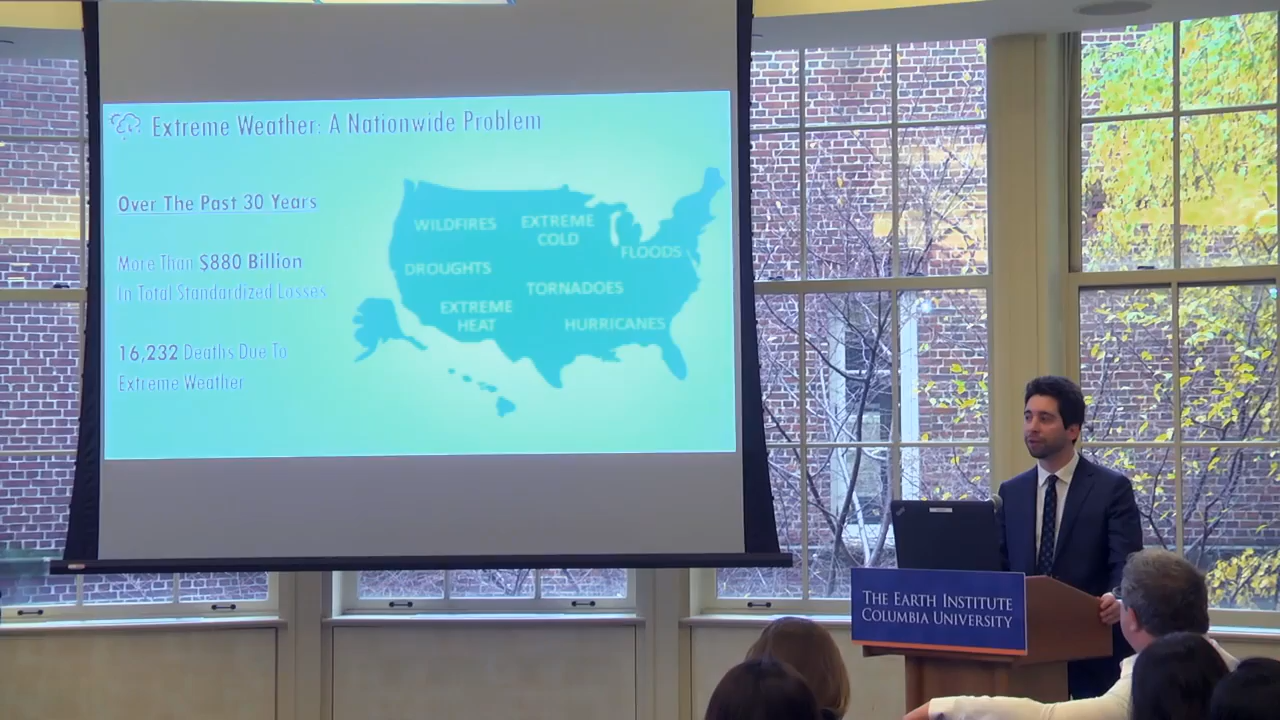 Extreme Weather: A Nationwide Problem
Over The Past 30 Years
More Than $880 Billion
In Total Standardized Losses
16,232 Deaths Due To
Extreme Weather
WILDFIRES
EXTREME
COLD
FLOODS
DROUGHTS
TORNADOES
EXTREME
HEAT
HURRICANES
THE EARTH INSTITUTE
COLUMBIA UNIVERSITY